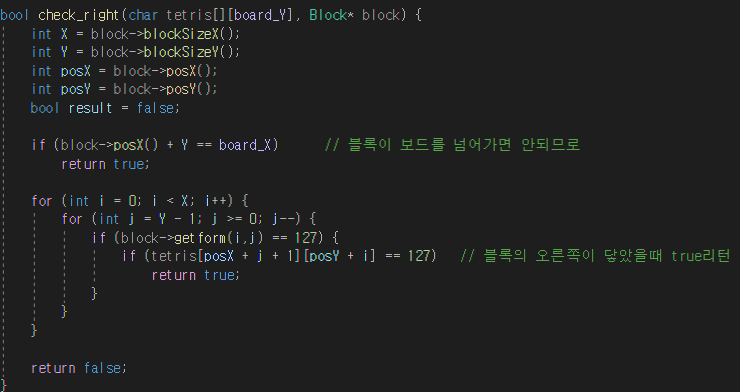 bool check_right(char tetris[][board_Y], Block* block) {
    int X = block->blockSizeX();
    int Y = block->blockSizeY();
    int posX = block->posX();
    int posY = block->posY();
    bool result = false;

    if (block->posX() + Y == board_X)      // 블록이 보드를 넘어가면 안되므로
        return true;

    for (int i = 0; i < X; i++) {
        for (int j = Y - 1; j >= 0; j--) {
            if (block->getform(i,j) == 127) {
                if (tetris[posX + j + 1][posY + i] == 127)   // 블록의 오른쪽이 닿았을때 true리턴
                    return true;
            }
        }
    }

    return false;
}